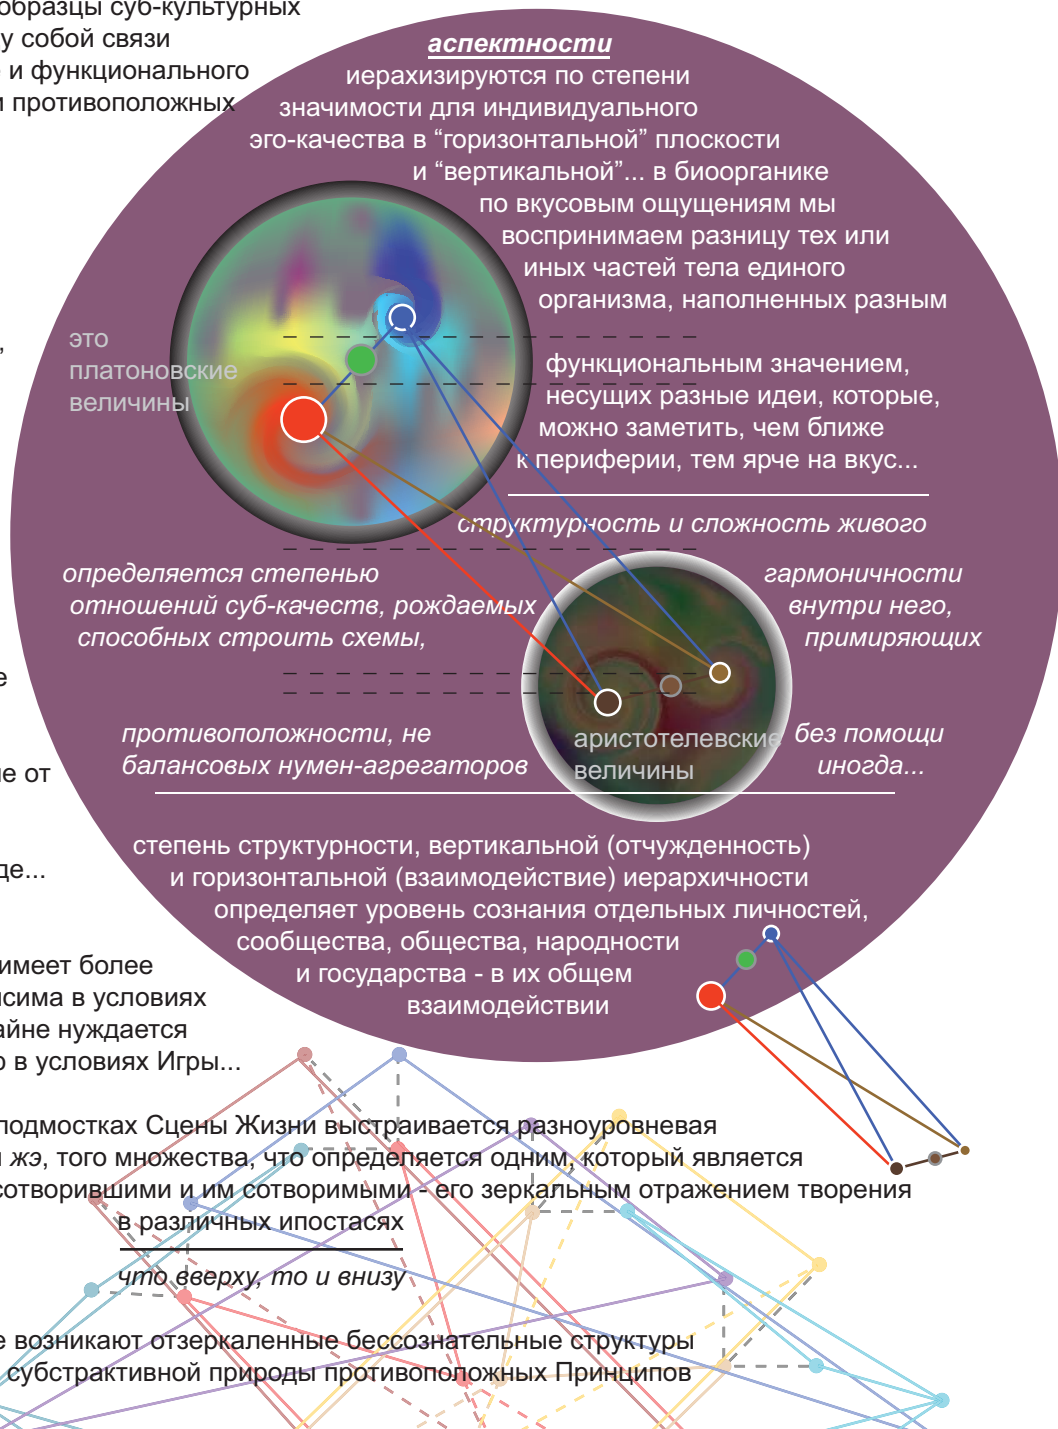 образцы суб-культурных
у собой связи
и функционального
и противоположных
аспектности
иерахизируются по степени
значимости для индивидуального
эго-качества в “горизонтальной” плоскости
и “вертикальной”... в биоорганике
по вкусовым ощущениям мы
воспринимаем разницу тех или
иных частей тела единого
организма, наполненных разным
это
платоновские
величины
функциональным значением,
несущих разные идеи, которые,
можно заметить, чем ближе
к периферии, тем ярче на вкус...
структурность и сложность живого
определяется степенью
отношений суб-качеств, рождаемых
способных строить схемы,
гармоничности
внутри него,
примиряющих
е
противоположности, не
балансовых нумен-агрегаторов
аристотелевские
величины
без помощи
иногда...
е от
де...
степень структурности, вертикальной (отчужденность)
и горизонтальной (взаимодействие) иерархичности
определяет уровень сознания отдельных личностей,
сообщества, общества, народности
и государства - в их общем
взаимодействии
имеет более
исима в условиях
айне нуждается
о в условиях Игры...
подмостках Сцены Жизни выстраивается разноуровневая
и жэ, того множества, что определяется одним, который является
сотворившими и им сотворимыми - его зеркальным отражением творения
в различных ипостасях
что вверху, то и внизу
е возникают отзеркаленные бессознательные структуры
субстрактивной природы противоположных Принципов